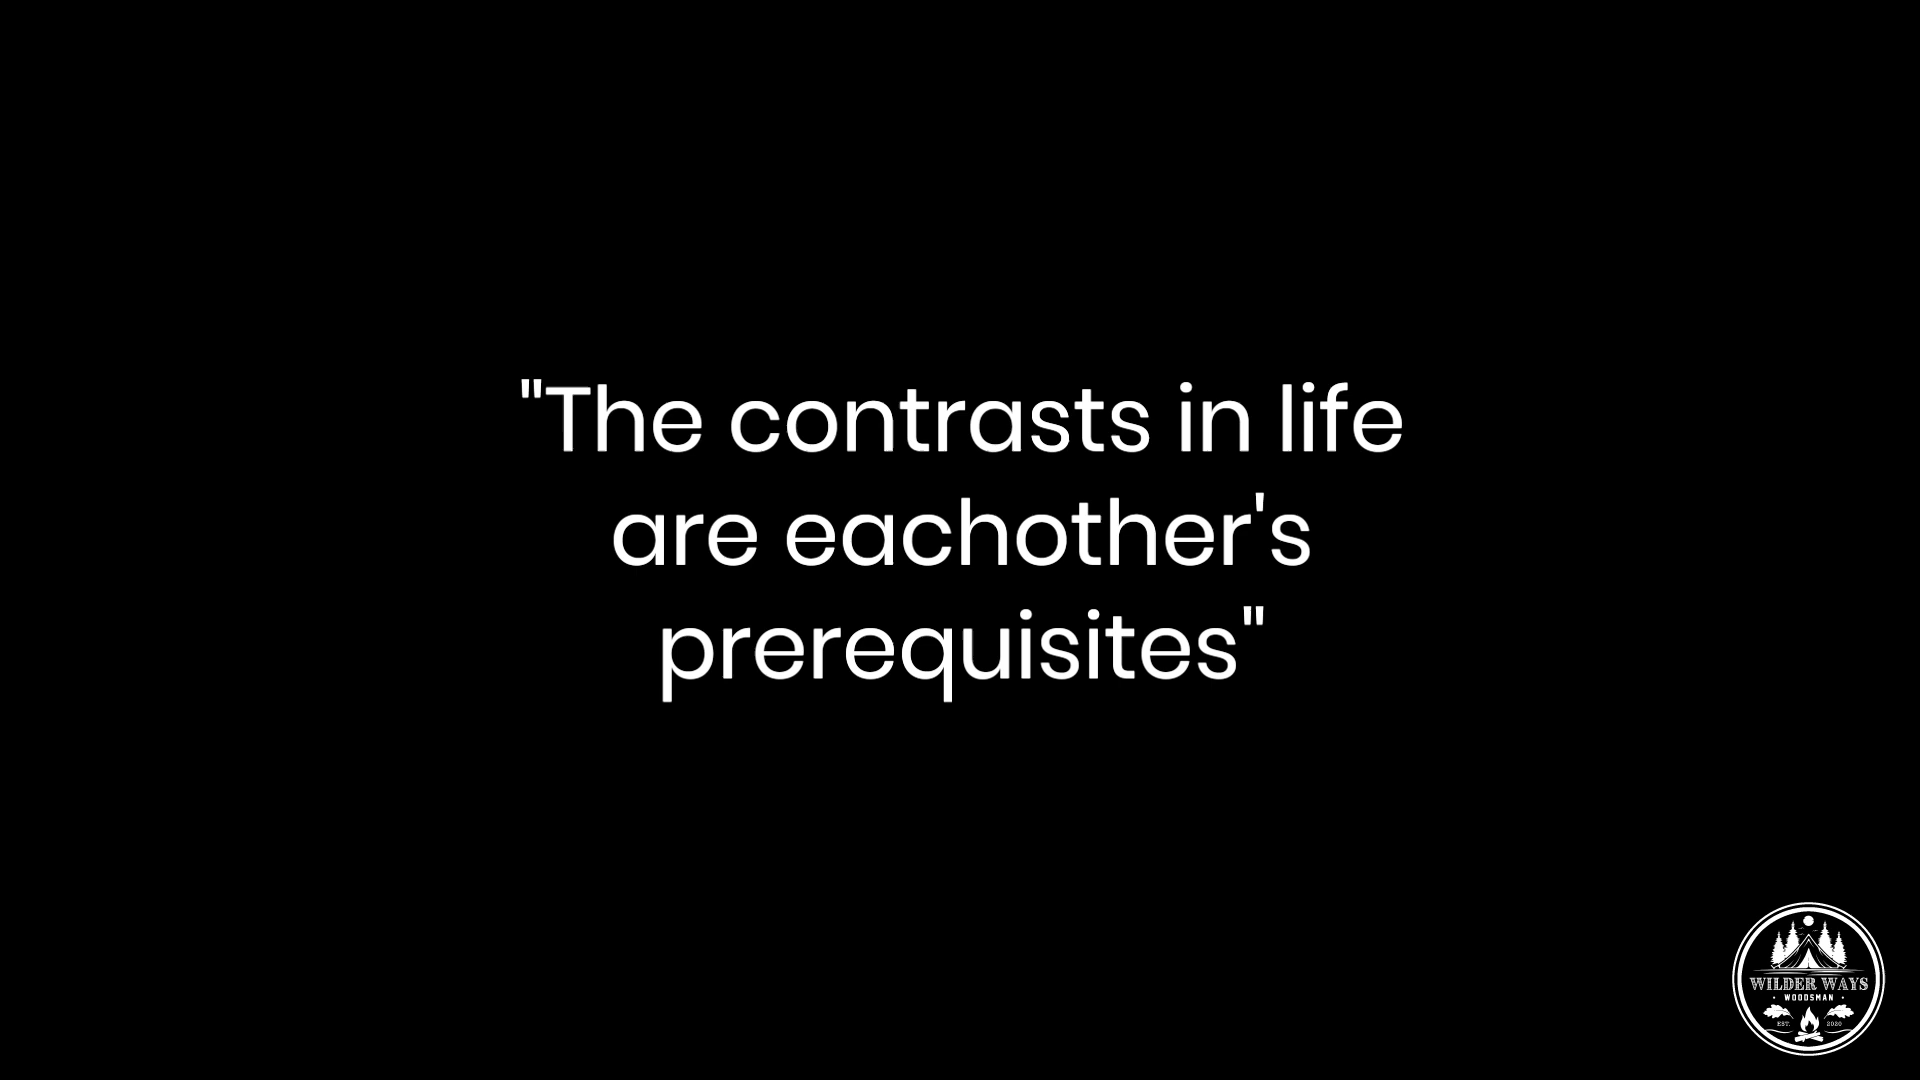 "The contrasts in life
are eachother's
prerequisites"
WILDER WAYS
WOODSMAN
EST. 2020